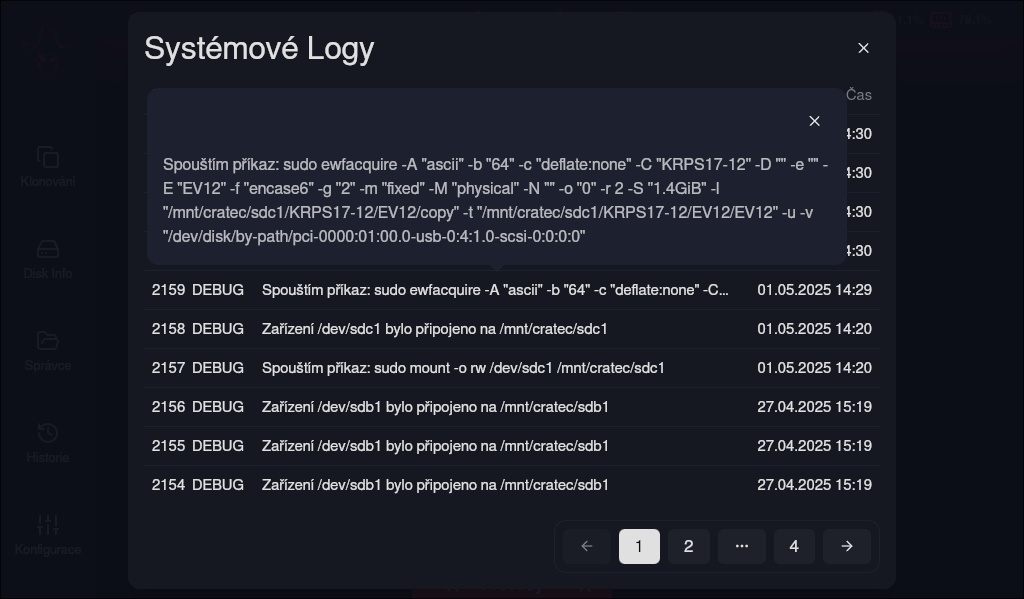 Systémové Logy
Čas
4:30
Spouštím příkaz: sudo ewfacquire -A "ascii" -b "64" -c "deflate:none" -C "KRPS17-12" -D "" -e "" -
E "EV12" -f "encase6" -g "2" -m "fixed" -M "physical" -N "" -o "0" -r 2 -S "1.4GiB" -l
4:30
"/mnt/cratec/sdc1/KRPS17-12/EV12/copy" -t "/mnt/cratec/sdc1/KRPS17-12/EV12/EV12" -u -v
4:30
"/dev/disk/by-path/pci-0000:01:00.0-usb-0:4:1.0-scsi-0:0:0:0"
4:30
2159 DEBUG Spouštím příkaz: sudo ewfacquire -A "ascii" -b "64" -c "deflate:none" -C... 01.05.2025 14:29
2158 DEBUG Zařízení /dev/sdc1 bylo připojeno na /mnt/cratec/sdc1 01.05.2025 14:20
2157 DEBUG Spouštím příkaz: sudo mount -o rw /dev/sdc1 /mnt/cratec/sdc1 01.05.2025 14:20
2156 DEBUG Zařízení /dev/sdb1 bylo připojeno na /mnt/cratec/sdb1 27.04.2025 15:19
2155 DEBUG Zařízení /dev/sdb1 bylo připojeno na /mnt/cratec/sdb1 27.04.2025 15:19
2154 DEBUG Zařízení /dev/sdb1 bylo připojeno na /mnt/cratec/sdb1 27.04.2025 15:19
1 2 ... 4
Klonování
Disk Info
Správce
Historie
Konfigurace